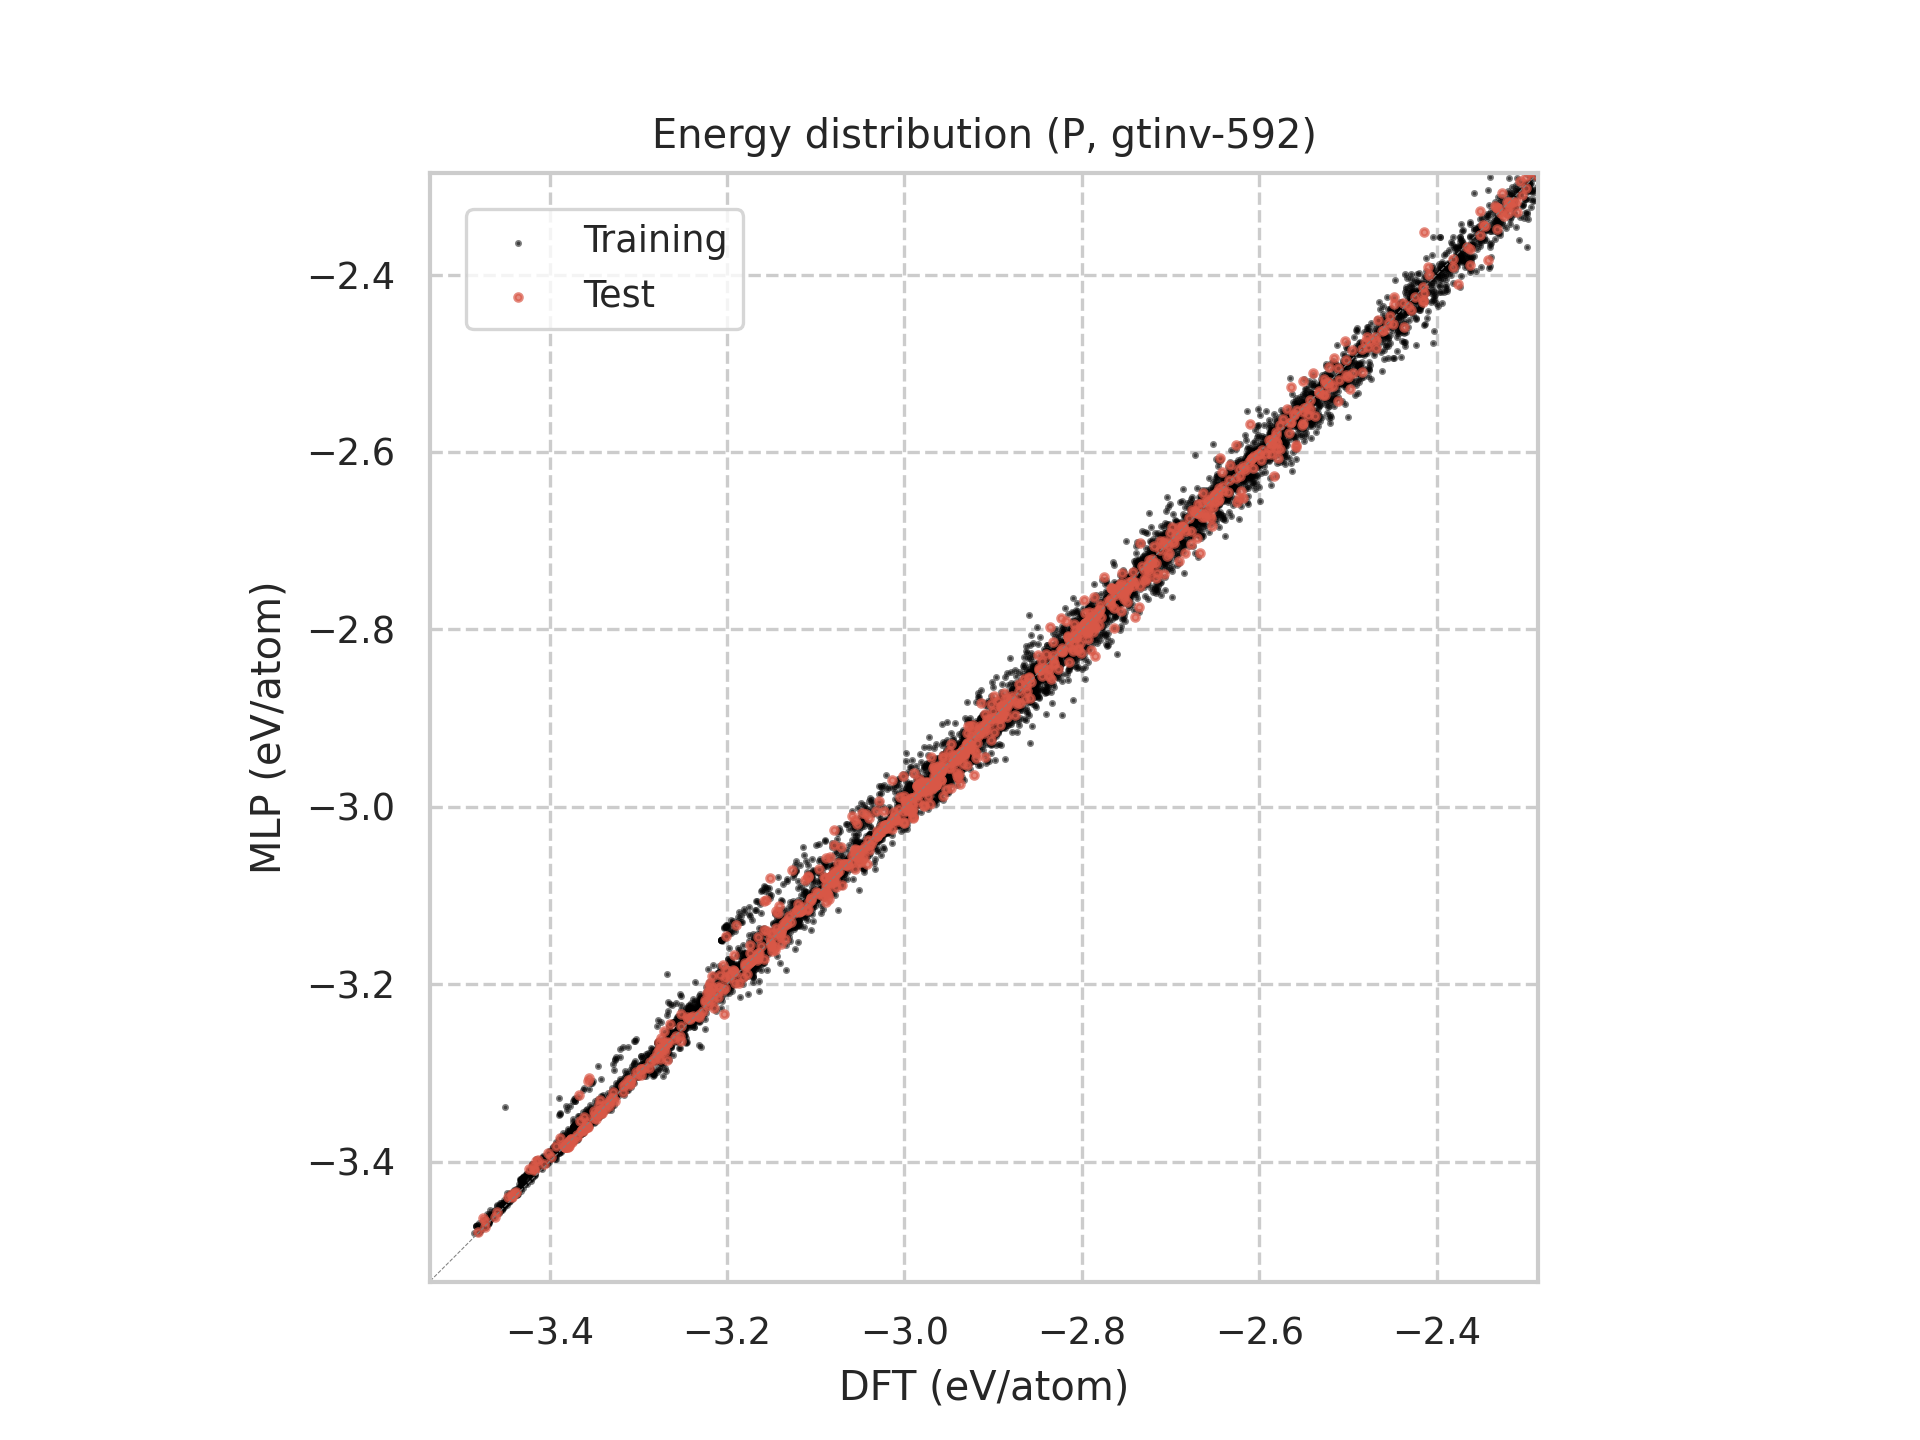 Energy distribution (P, gtinv-592)
Training
Test
MLP (eV/atom)
−2.4
−2.6
−2.8
−3.0
−3.2
−3.4
−3.4 −3.2 −3.0 −2.8 −2.6 −2.4
DFT (eV/atom)